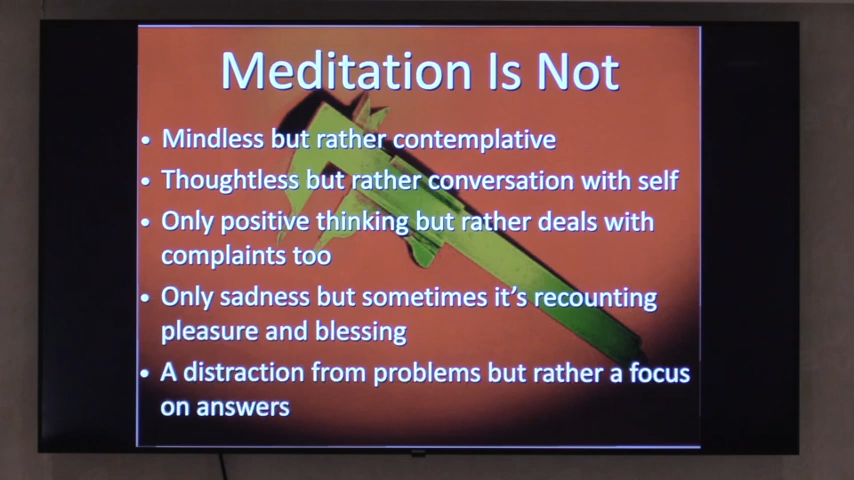 Meditation Is Not
• Mindless but rather contemplative
• Thoughtless but rather conversation with self
• Only positive thinking but rather deals with
complaints too
• Only sadness but sometimes it’s recounting
pleasure and blessing
• A distraction from problems but rather a focus
on answers